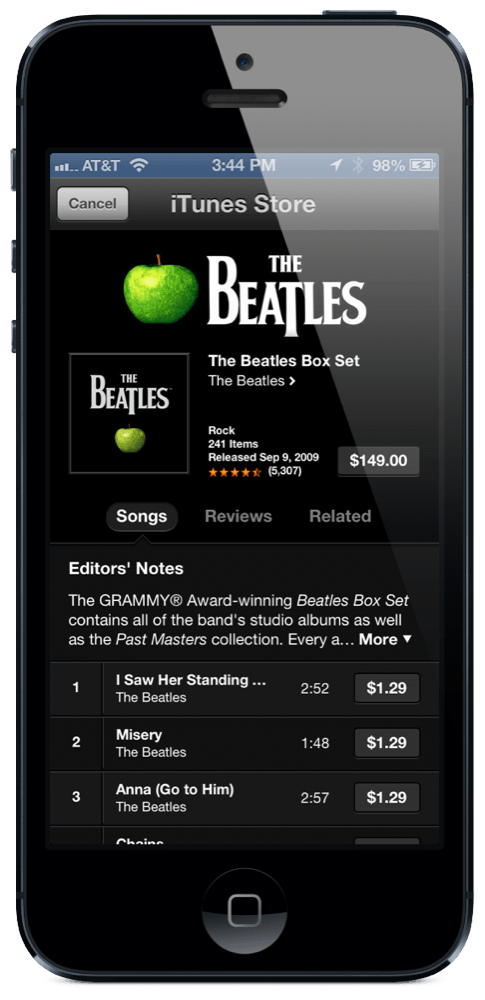 AT&T 3:44 PM 98%
Cancel iTunes Store
THE
BEATLES
The Beatles Box Set
The Beatles >
THE
BEATLES™
Rock
241 Items
Released Sep 9, 2009
(5,307)
$149.00
Songs Reviews Related
Editors' Notes
The GRAMMY® Award-winning Beatles Box Set
contains all of the band's studio albums as well
as the Past Masters collection. Every a... More ▼
1 I Saw Her Standing ... 2:52 $1.29
The Beatles
2 Misery 1:48 $1.29
The Beatles
3 Anna (Go to Him) 2:57 $1.29
The Beatles
Chains